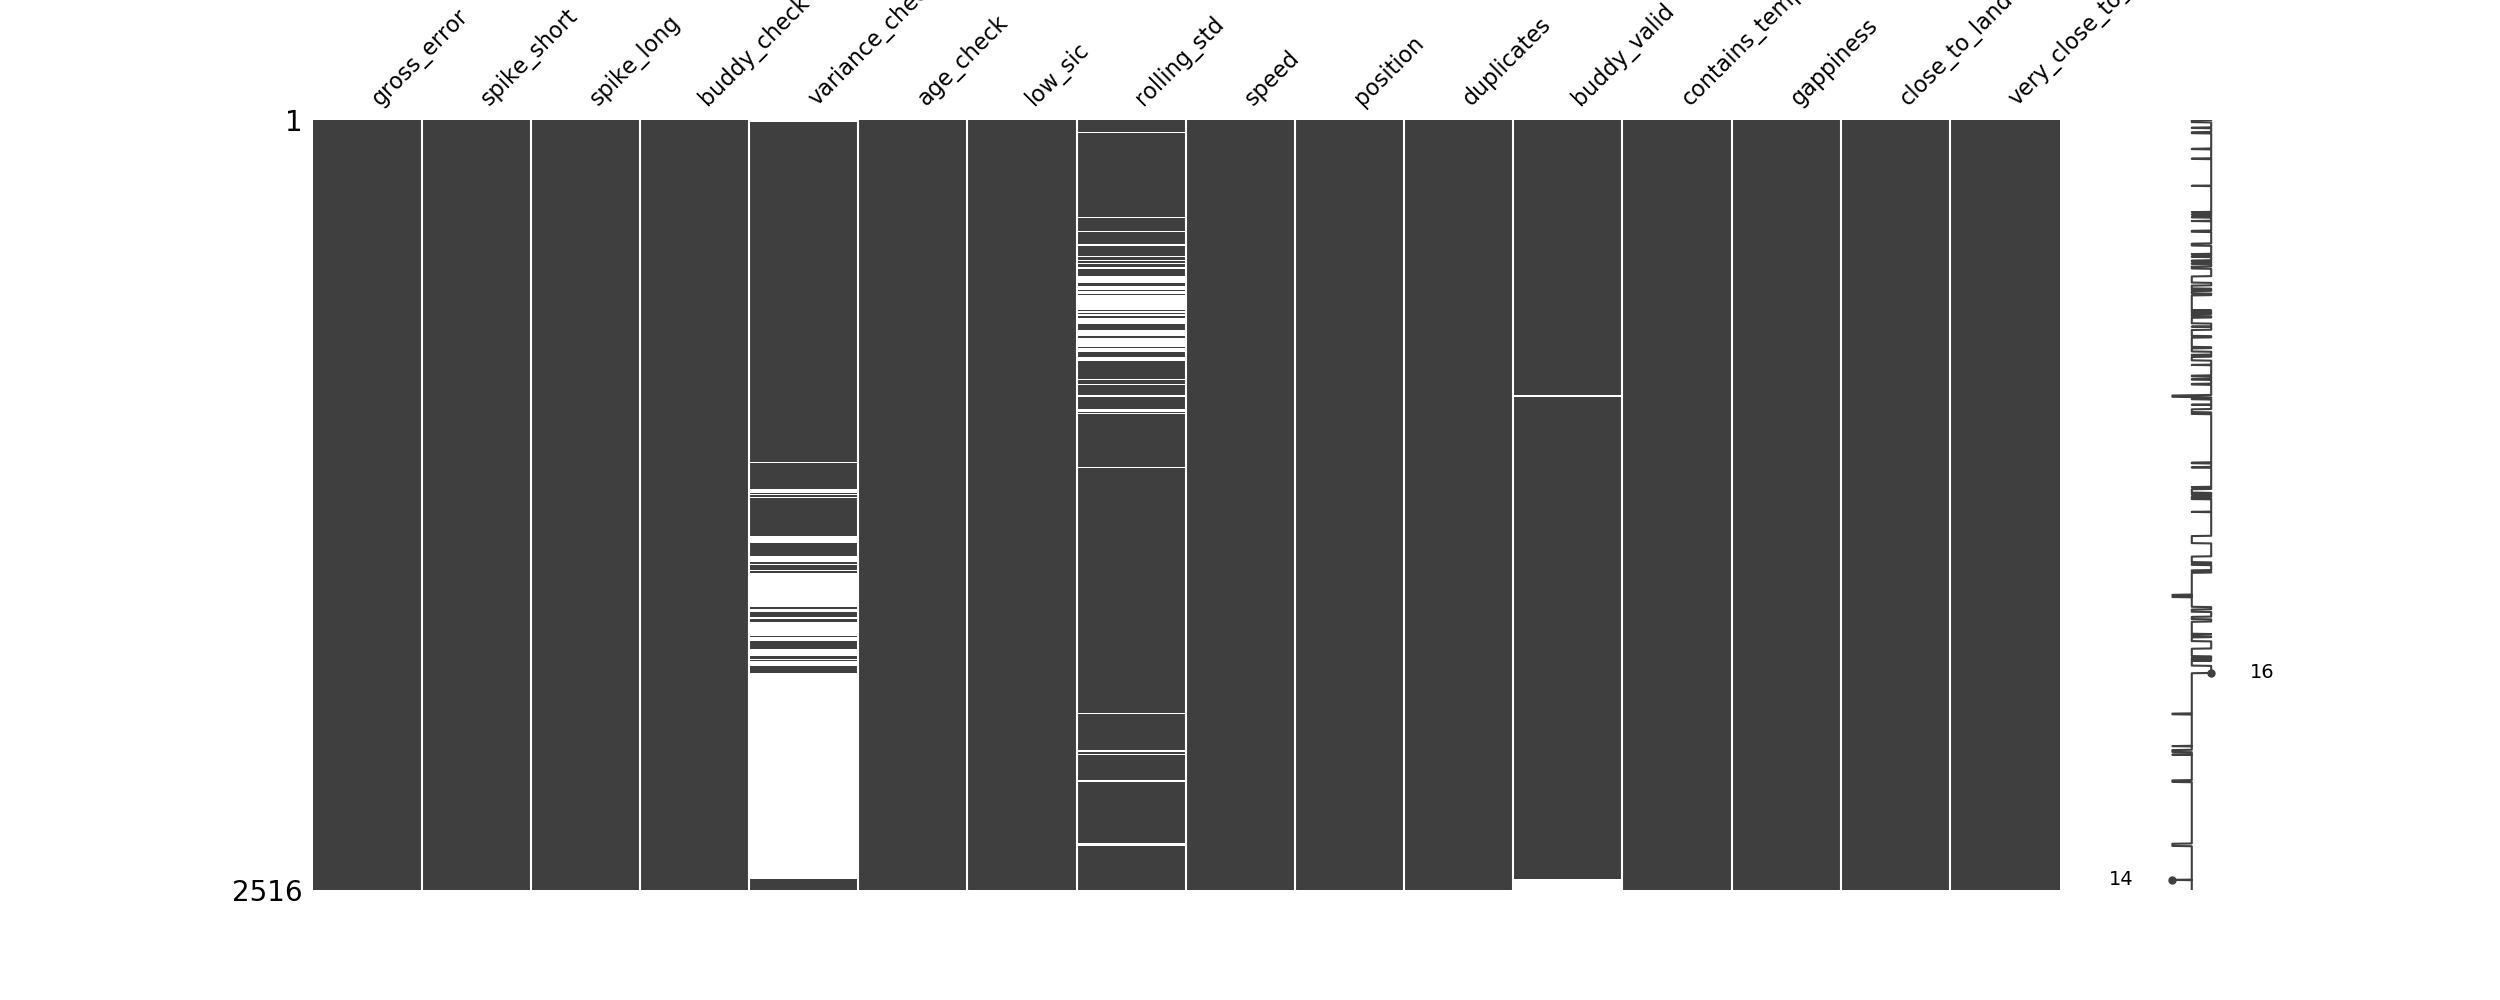 gross_error
spike_short
spike_long
buddy_check
age_check
low_sic
rolling_std
speed
position
duplicates
buddy_valid
gappiness
close_to_land
1
16
14
2516